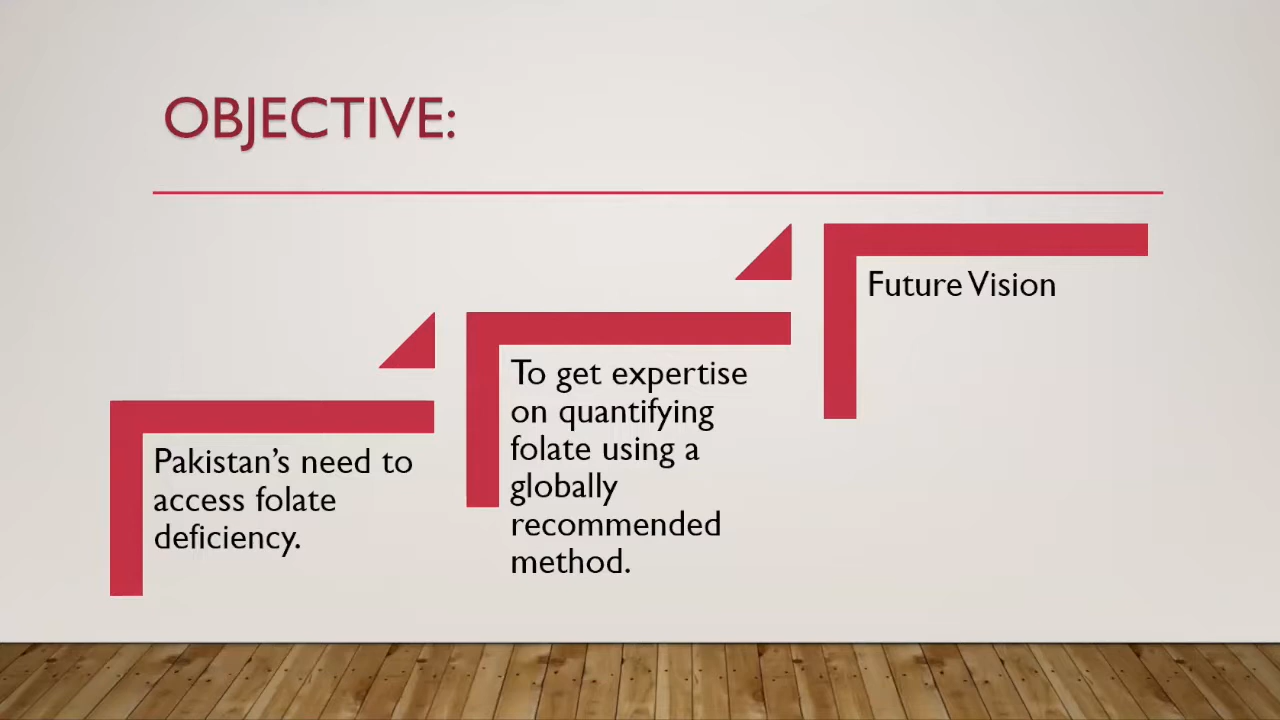 OBJECTIVE:
Pakistan’s need to
access folate
deficiency.
To get expertise
on quantifying
folate using a
globally
recommended
method.
Future Vision